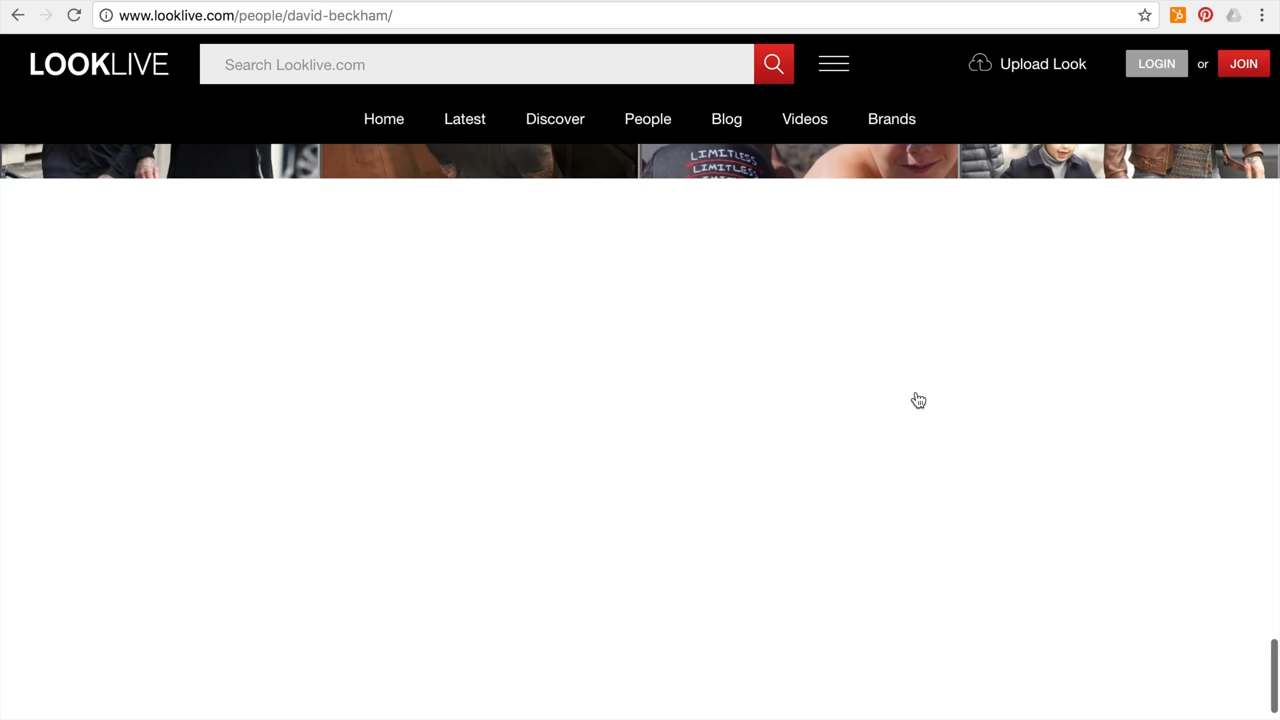 www.looklive.com/people/david-beckham/
LOOKLIVE
Search Looklive.com
Upload Look
LOGIN or JOIN
Home Latest Discover People Blog Videos Brands
LIMITLESS
LIMITLESS